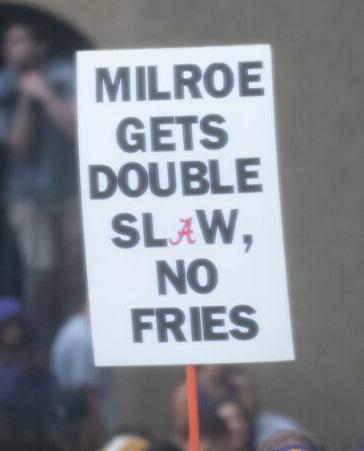 MILROE
GETS
DOUBLE
SLAW,
NO
FRIES